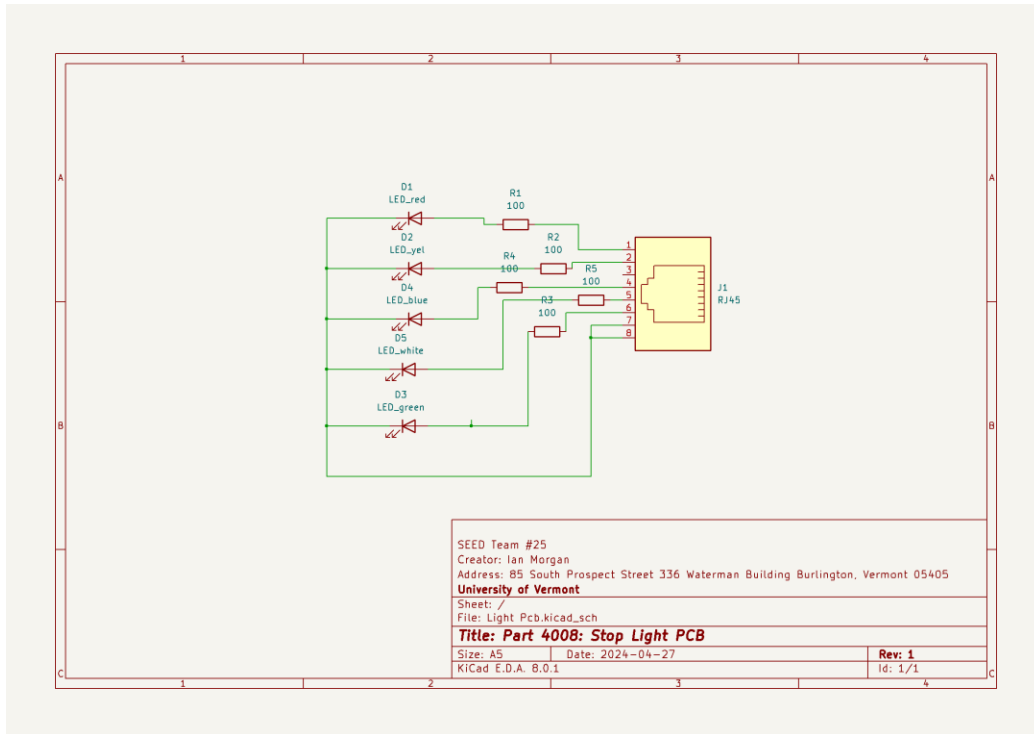 1 2 3 4
A A
D1
LED_red
R1
100
D2
LED_yel
R2
100
R4
100
R5
100
D4
LED_blue
R3
100
D5
LED_white
D3
LED_green
1
2
3
4
5
6
7
8
J1
RJ45
B B
SEED Team #25
Creator: Ian Morgan
Address: 85 South Prospect Street 336 Waterman Building Burlington, Vermont 05405
University of Vermont
Sheet: /
File: Light Pcb.kicad_sch
Title: Part 4008: Stop Light PCB
Size: A5 Date: 2024-04-27 Rev: 1
KiCad E.D.A. 8.0.1 Id: 1/1
C C
1 2 3 4